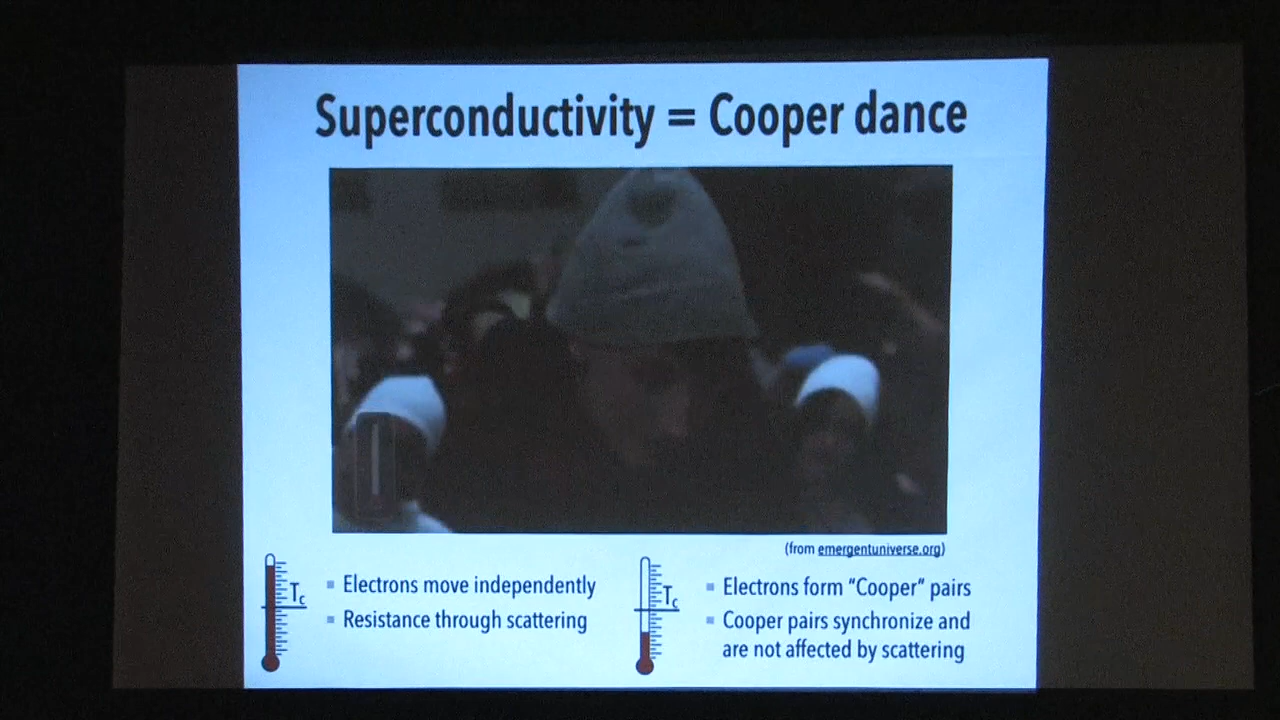 Superconductivity = Cooper dance
(from emergentuniverse.org)
Tc
▪ Electrons move independently
▪ Resistance through scattering
Tc
▪ Electrons form “Cooper“ pairs
▪ Cooper pairs synchronize and
are not affected by scattering